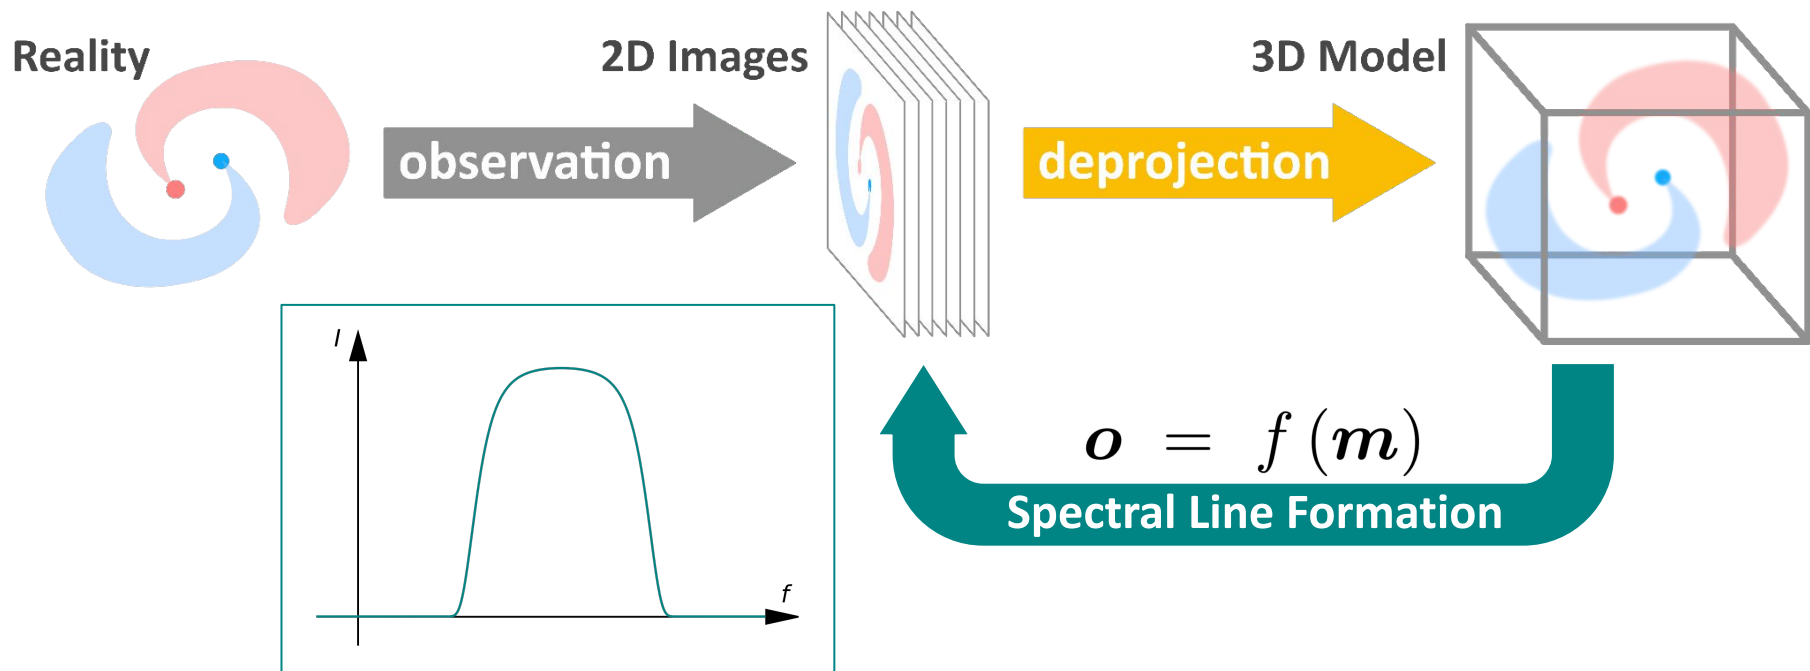 Reality
2D Images
3D Model
observation
deprojection
I
f
o = f (m)
Spectral Line Formation